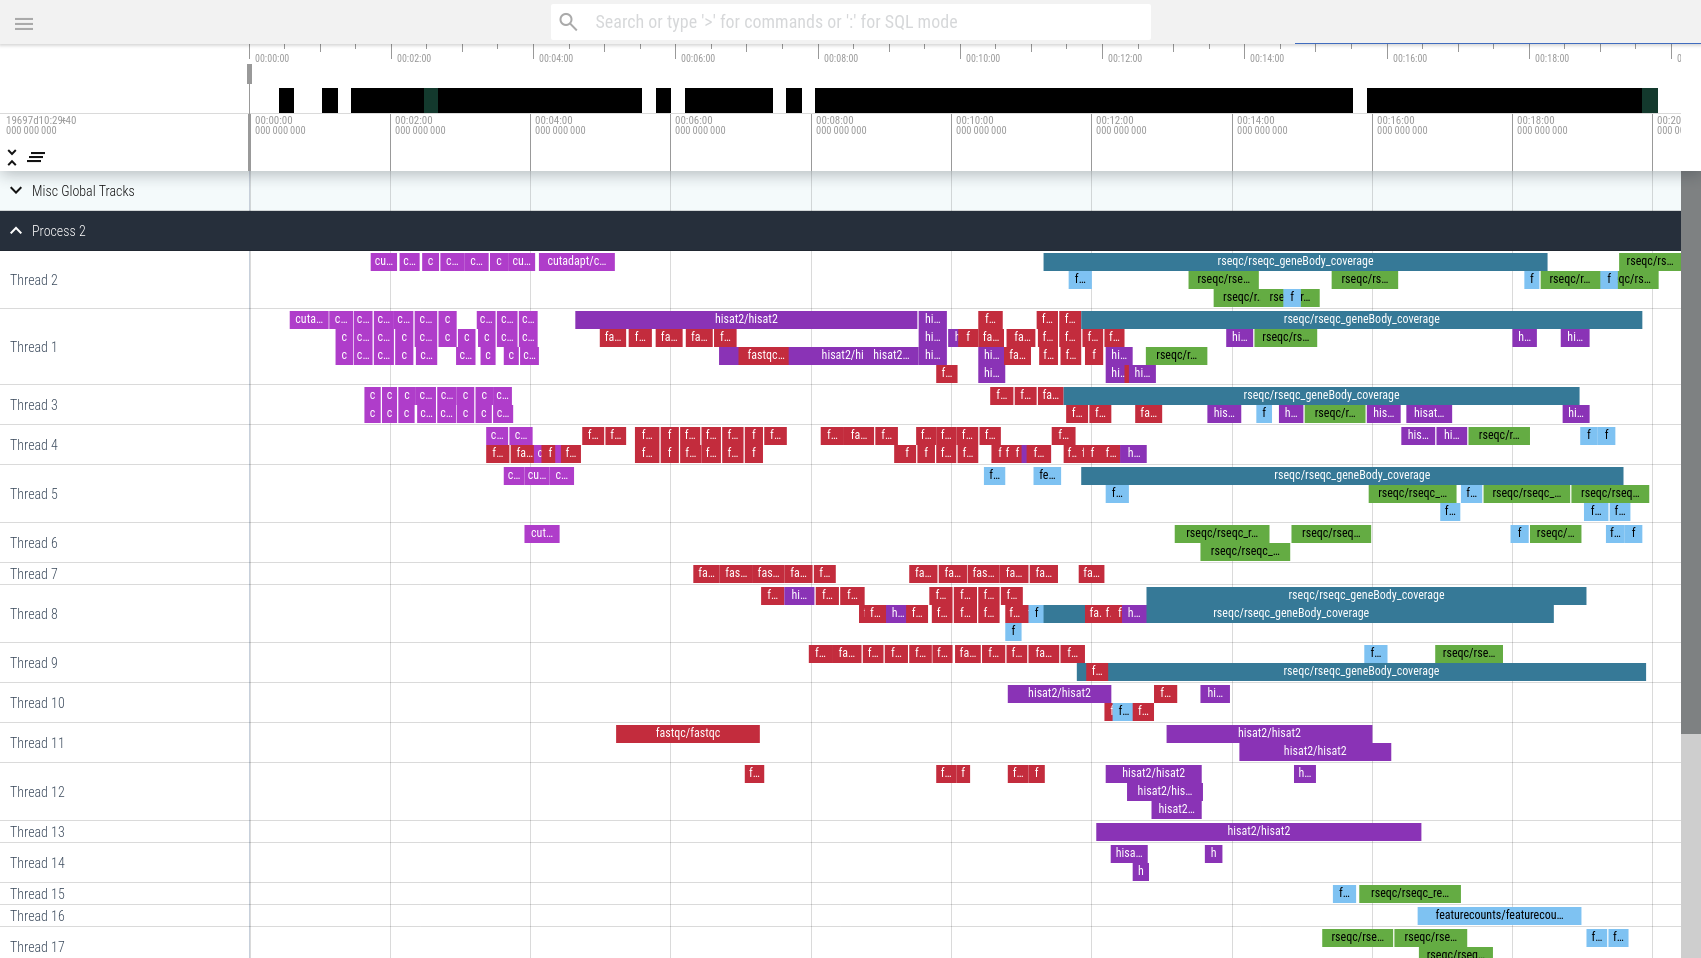 Search or type '>' for commands or ':' for SQL mode
00:00:00 00:02:00 00:04:00 00:06:00 00:08:00 00:10:00 00:12:00 00:14:00 00:16:00 00:18:00
00:00:00 00:02:00 00:04:00 00:06:00 00:08:00 00:10:00 00:12:00 00:14:00 00:16:00 00:18:00 00:20
000 000 000 000 000 000 000 000 000 000 000 000 000 000 000 000 000 000 000 000 000 000 000 000 000 000 000 000 000 000 000 0
000 000 000
Misc Global Tracks
Process 2
Thread 2
cu... c... c c... c... c cu... cutadapt/c... rseqc/rseqc_geneBody_coverage rseqc/rs...
f... rseqc/rse... rseqc/rs... f rseqc/r... f qc/rs...
rseqc/r. rse f r...
Thread 1
cuta... c... c... c... c... c... c c... c... c... hisat2/hisat2 hi... f... f... f... rseqc/rseqc_geneBody_coverage
c c... c... c c... c c c c... fa... f... fa... fa... f... hi... h f fa... fa... f... f... f... f... hi... rseqc/rs... h... hi...
c c... c... c c... c... c c c... fastqc... hisat2/hi hisat2... hi... hi... fa... f... f... f hi... rseqc/r...
f... hi... hi.. hi...
Thread 3
c c c c... c... c c c... f... f... fa... rseqc/rseqc_geneBody_coverage
c c c c... c... c c c... f... f... fa... his... f h... rseqc/r... his... hisat... hi...
Thread 4
c... c... f... f... f... f f... f... f... f f... f... fa... f... f... f... f... f... f... his... hi... rseqc/r... f f
f... fa... c f f... f... f f... f... f... f f f f... f... f... f f f... f.. f f f... h...
Thread 5
c... cu... c... f... fe... rseqc/rseqc_geneBody_coverage
f... rseqc/rseqc_... f... rseqc/rseqc_... rseqc/rseq...
f... f... f...
Thread 6
cut... rseqc/rseqc_r... rseqc/rseq... f rseqc/... f... f
rseqc/rseqc_...
Thread 7
fa... fas... fas... fa... f... fa... fa... fas... fa... fa... fa...
Thread 8
f... hi... f... f... f... f... f... f... rseqc/rseqc_geneBody_coverage
f f... h... f... f... f... f... f... f fa. f. f h... rseqc/rseqc_geneBody_coverage
f
Thread 9
f... fa... f... f... f... f... fa... f... f... fa... f... f... rseqc/rse...
f... rseqc/rseqc_geneBody_coverage
Thread 10
hisat2/hisat2 f... hi...
f f... f...
Thread 11
fastqc/fastqc hisat2/hisat2
hisat2/hisat2
Thread 12
f... f... f f... f hisat2/hisat2 h...
hisat2/his...
hisat2...
Thread 13
hisat2/hisat2
Thread 14
hisa... h
h
Thread 15
f... rseqc/rseqc_re...
Thread 16
featurecounts/featurecou...
Thread 17
rseqc/rse... rseqc/rse... f... f...
rseqc/rseq...